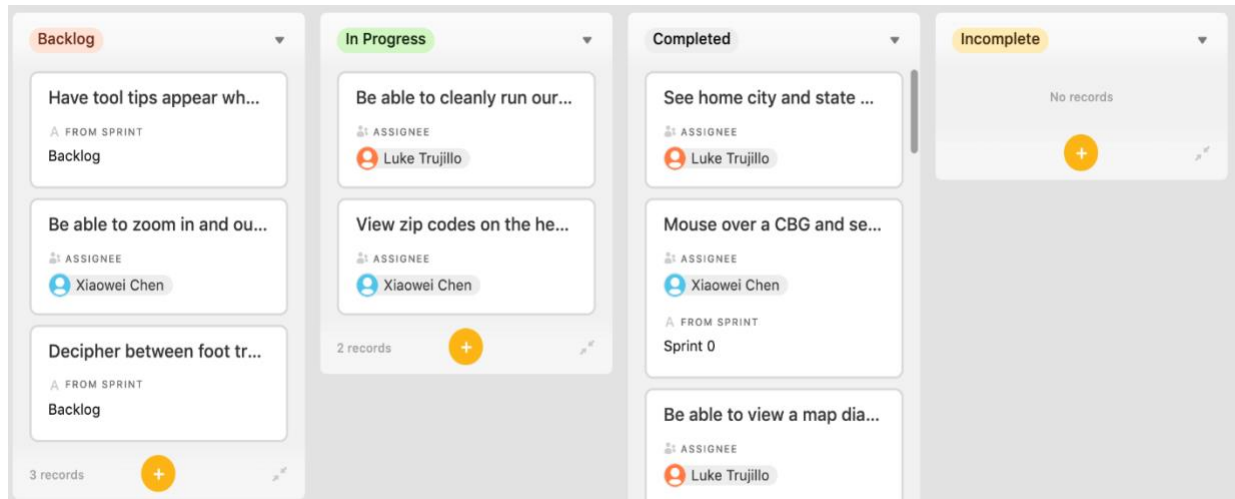 Backlog
Have tool tips appear wh...
A FROM SPRINT
Backlog
Be able to zoom in and ou...
ASSIGNEE
Xiaowei Chen
Decipher between foot tr...
A FROM SPRINT
Backlog
3 records
+
In Progress
Be able to cleanly run our...
ASSIGNEE
Luke Trujillo
View zip codes on the he...
ASSIGNEE
Xiaowei Chen
2 records
+
Completed
See home city and state ...
ASSIGNEE
Luke Trujillo
Mouse over a CBG and se...
ASSIGNEE
Xiaowei Chen
A FROM SPRINT
Sprint 0
Be able to view a map dia...
ASSIGNEE
Luke Trujillo
Incomplete
No records
+